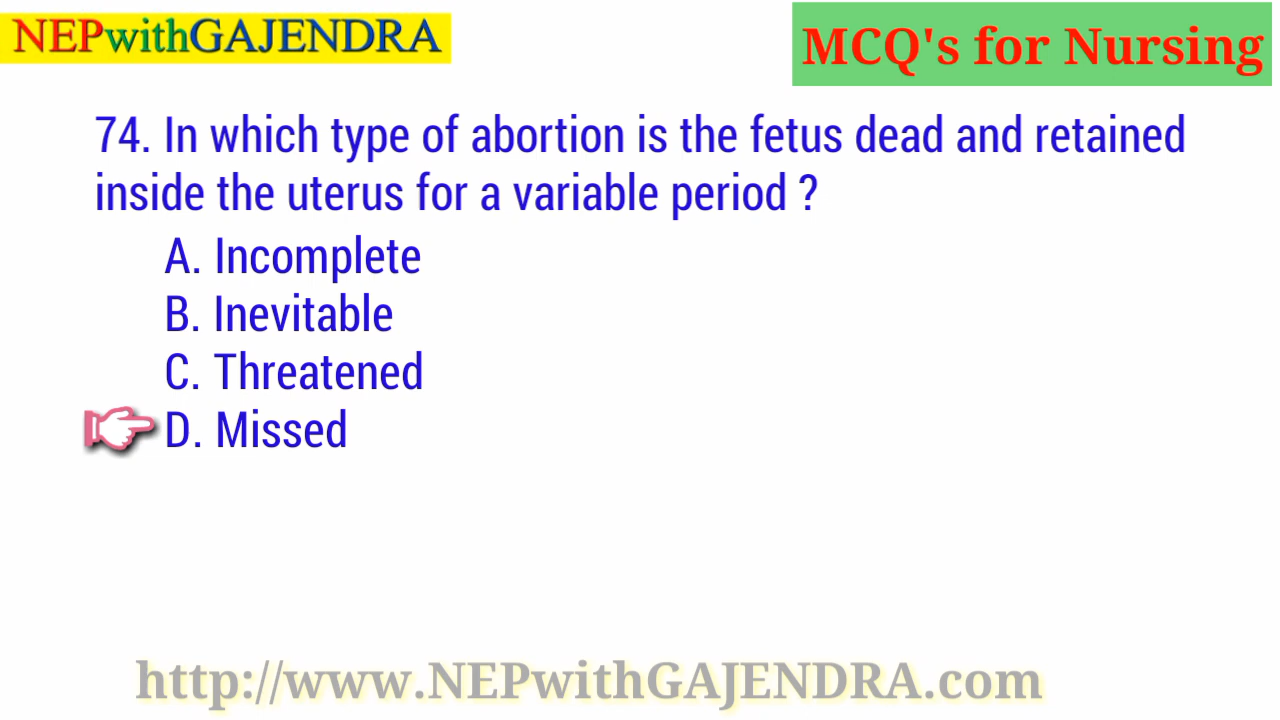 NEPwithGAJENDRA
MCQ's for Nursing
74. In which type of abortion is the fetus dead and retained
inside the uterus for a variable period ?
A. Incomplete
B. Inevitable
C. Threatened
D. Missed
http://www.NEPwithGAJENDRA.com